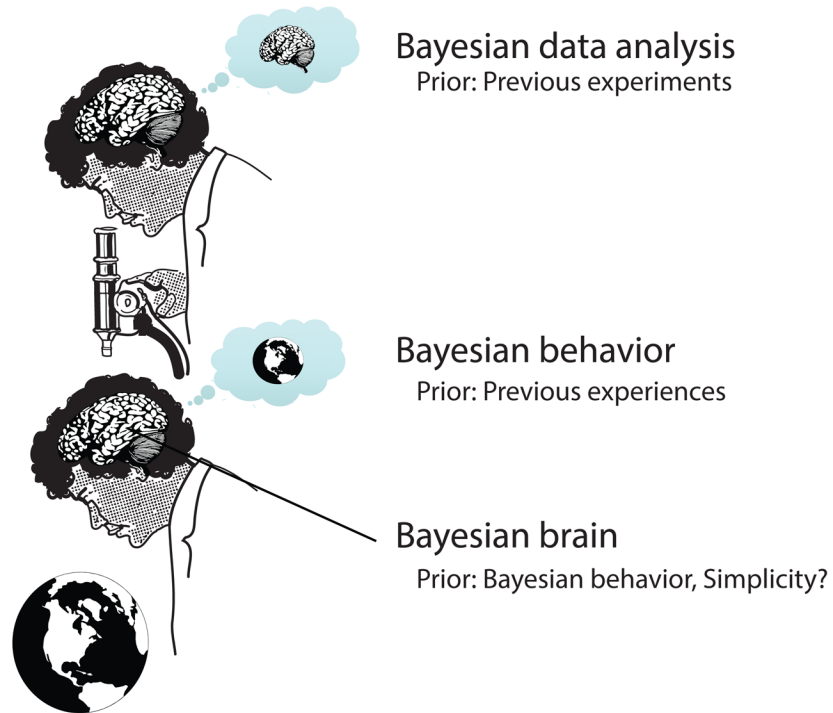 Bayesian data analysis
Prior: Previous experiments
Bayesian behavior
Prior: Previous experiences
Bayesian brain
Prior: Bayesian behavior, Simplicity?